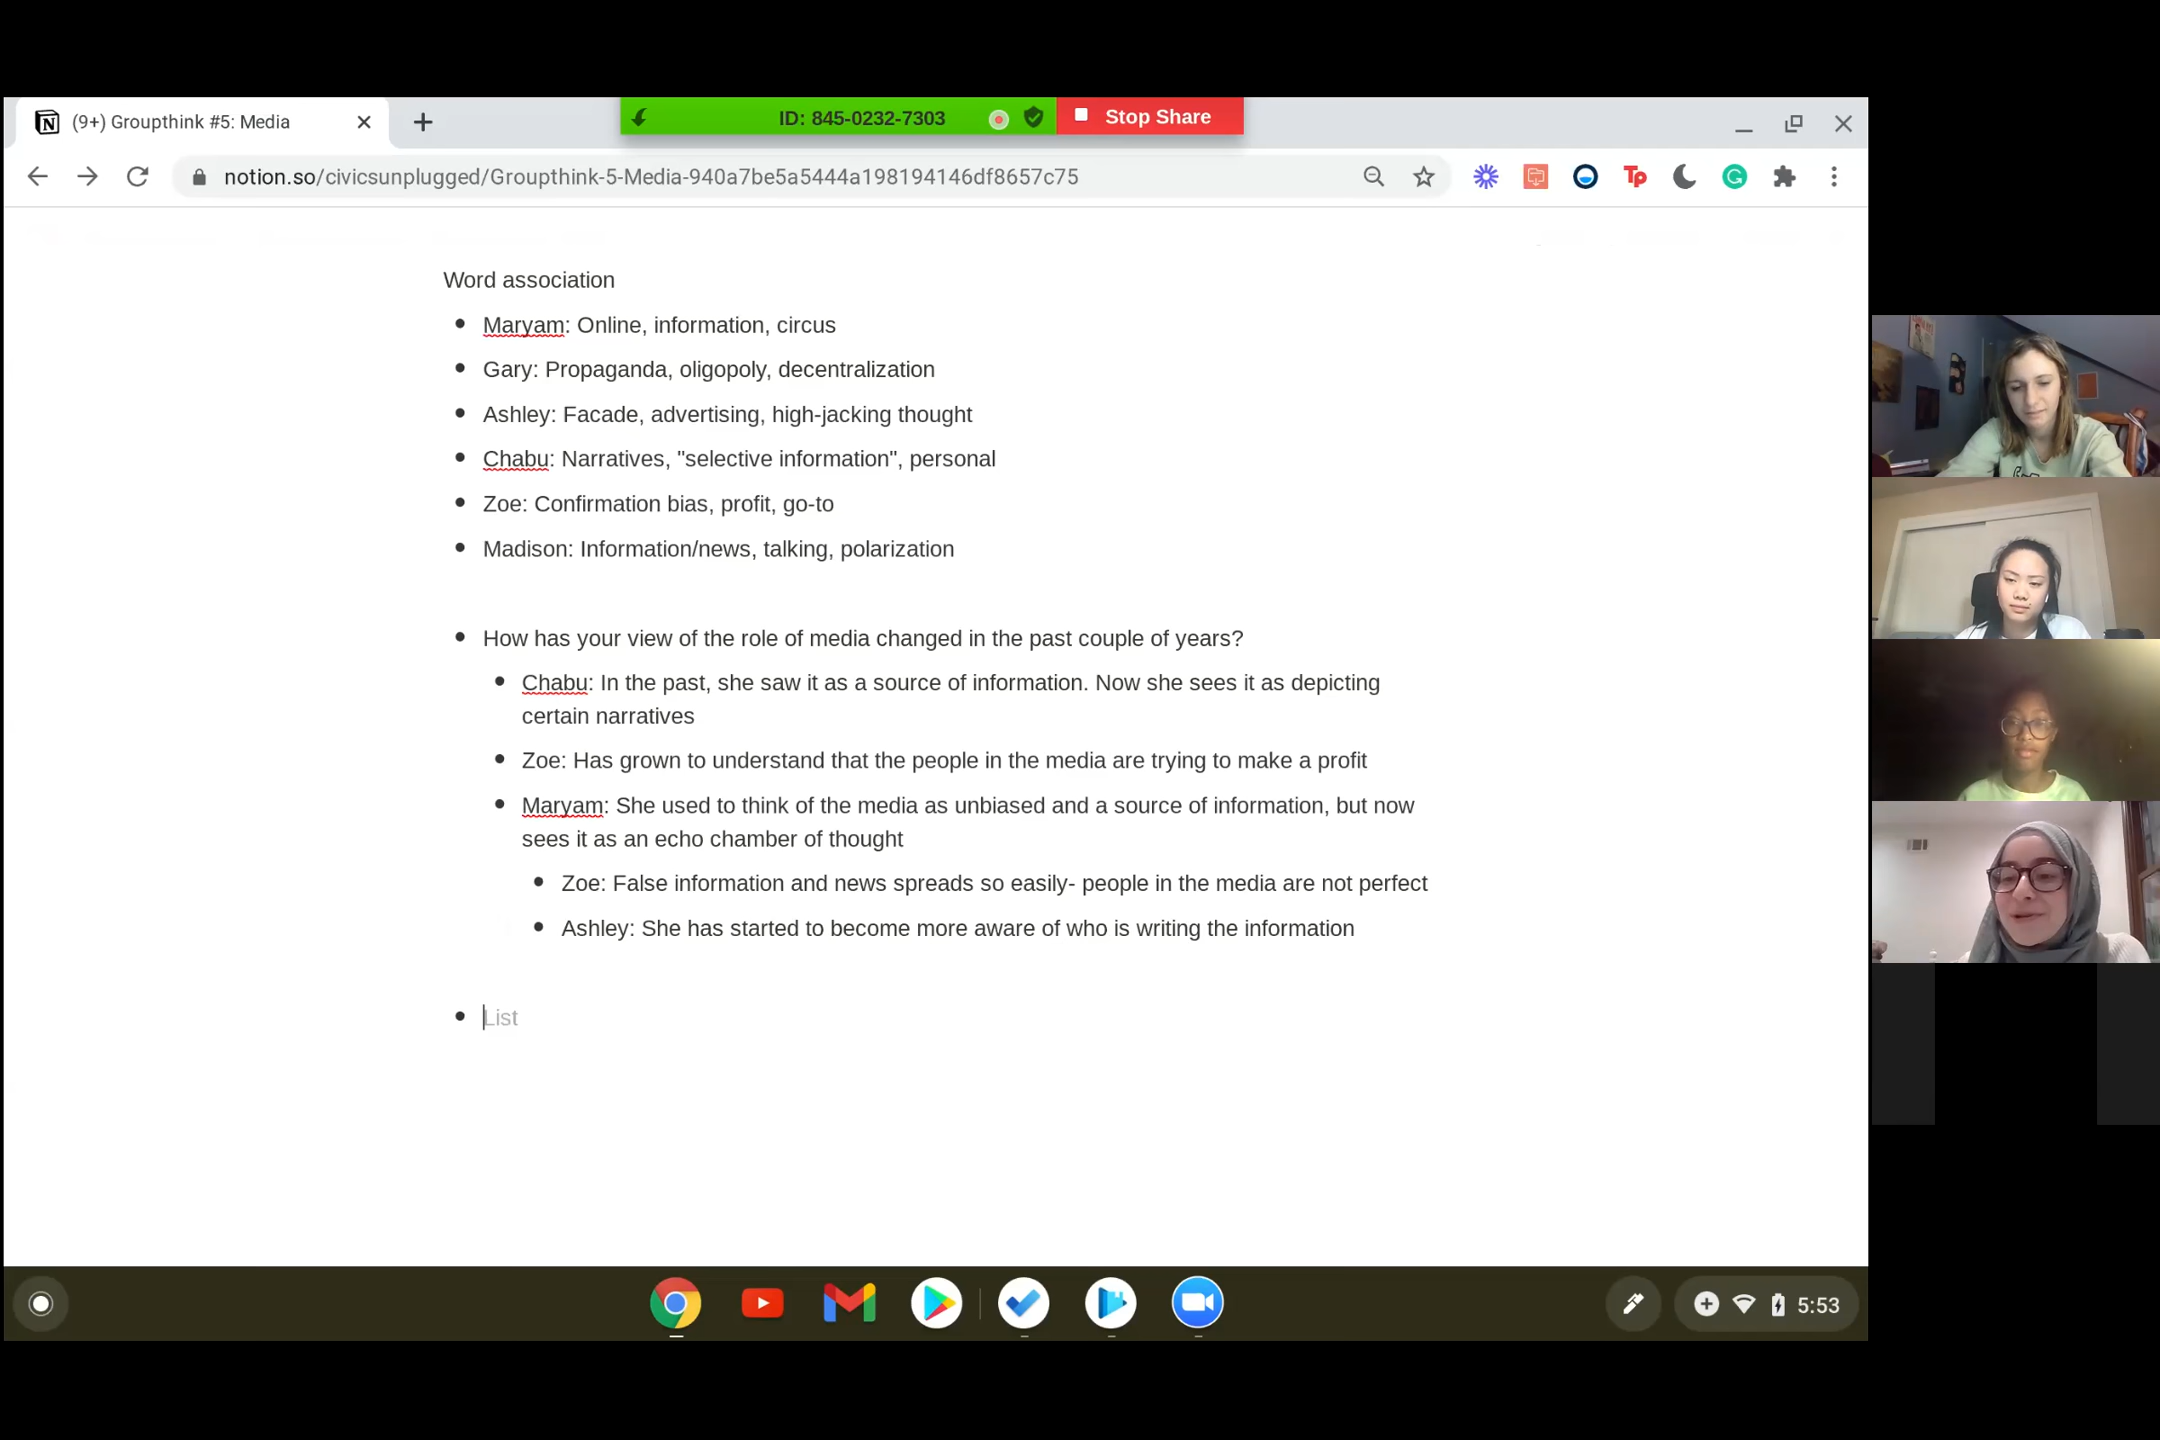 (9+) Groupthink #5: Media
ID: 845-0232-7303
Stop Share
notion.so/civicsunplugged/Groupthink-5-Media-940a7be5a5444a198194146df8657c75
Word association
Maryam: Online, information, circus
Gary: Propaganda, oligopoly, decentralization
Ashley: Facade, advertising, high-jacking thought
Chabu: Narratives, "selective information", personal
Zoe: Confirmation bias, profit, go-to
Madison: Information/news, talking, polarization
How has your view of the role of media changed in the past couple of years?
Chabu: In the past, she saw it as a source of information. Now she sees it as depicting
certain narratives
Zoe: Has grown to understand that the people in the media are trying to make a profit
Maryam: She used to think of the media as unbiased and a source of information, but now
sees it as an echo chamber of thought
Zoe: False information and news spreads so easily- people in the media are not perfect
Ashley: She has started to become more aware of who is writing the information
List
5:53